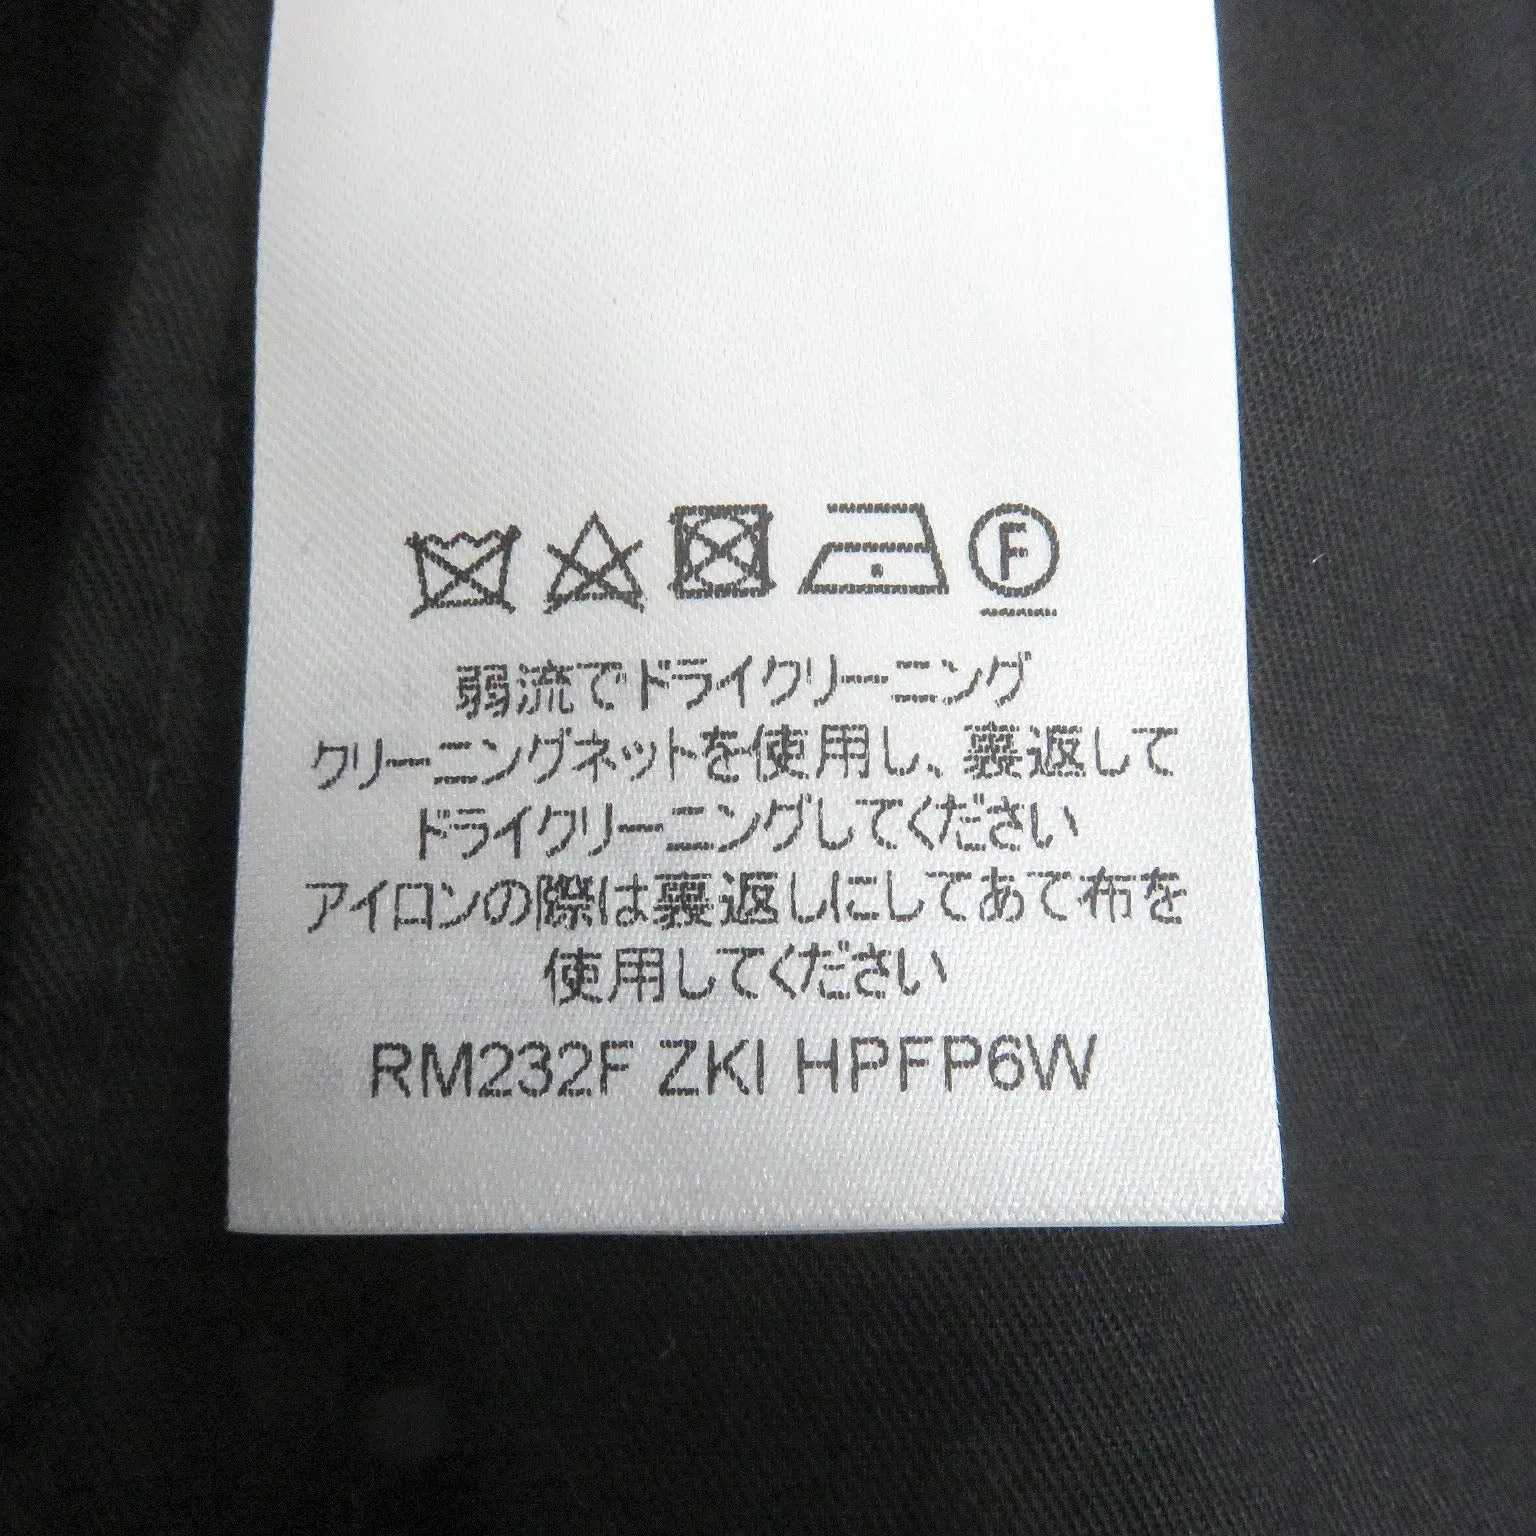 F
弱流でドライクリーニング
クリーニングネットを使用し、裏返して
ドライクリーニングしてください
アイロンの際は裏返しにしてあて布を
使用してください
RM232F ZKI HPFP6W